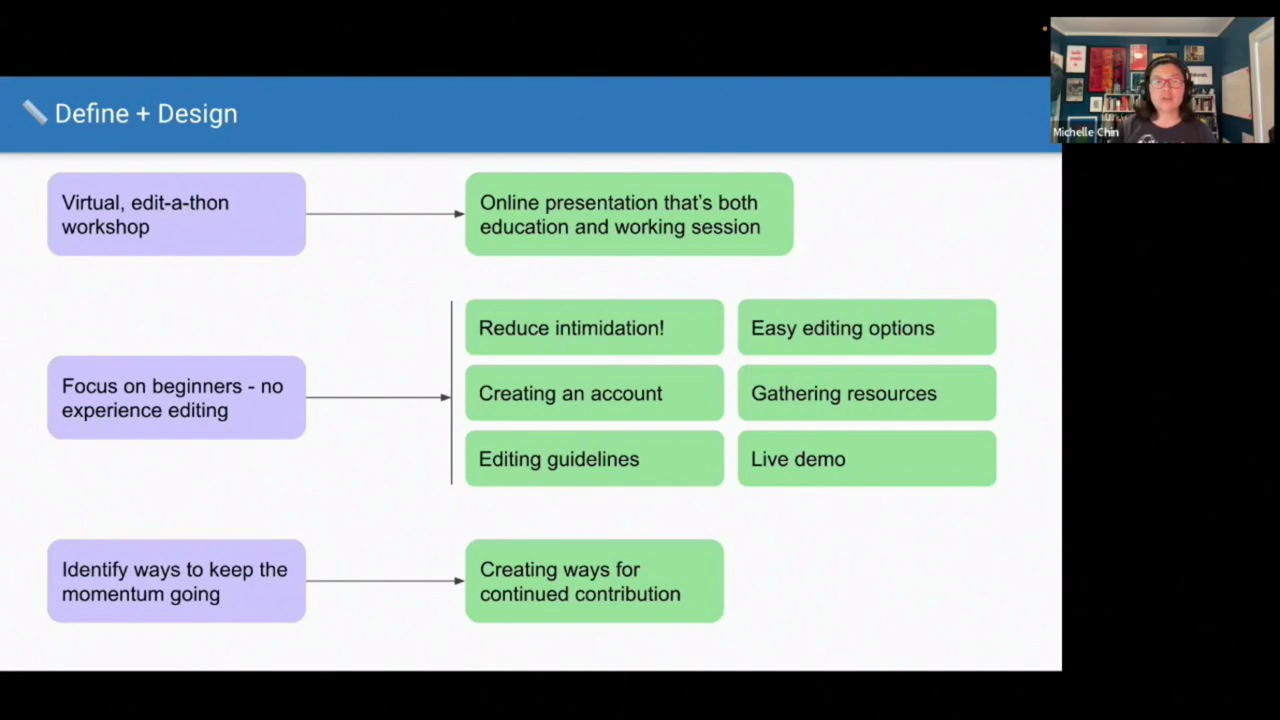 Define + Design
Michelle Chin
Virtual, edit-a-thon
workshop
Online presentation that's both
education and working session
Focus on beginners - no
experience editing
Reduce intimidation!
Easy editing options
Creating an account
Gathering resources
Editing guidelines
Live demo
Identify ways to keep the
momentum going
Creating ways for
continued contribution